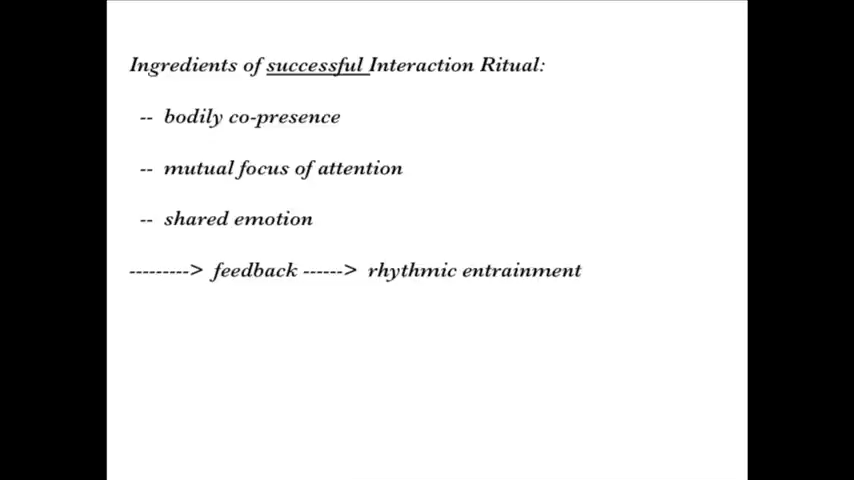 Ingredients of successful Interaction Ritual:
-- bodily co-presence
-- mutual focus of attention
-- shared emotion
---------> feedback ------> rhythmic entrainment